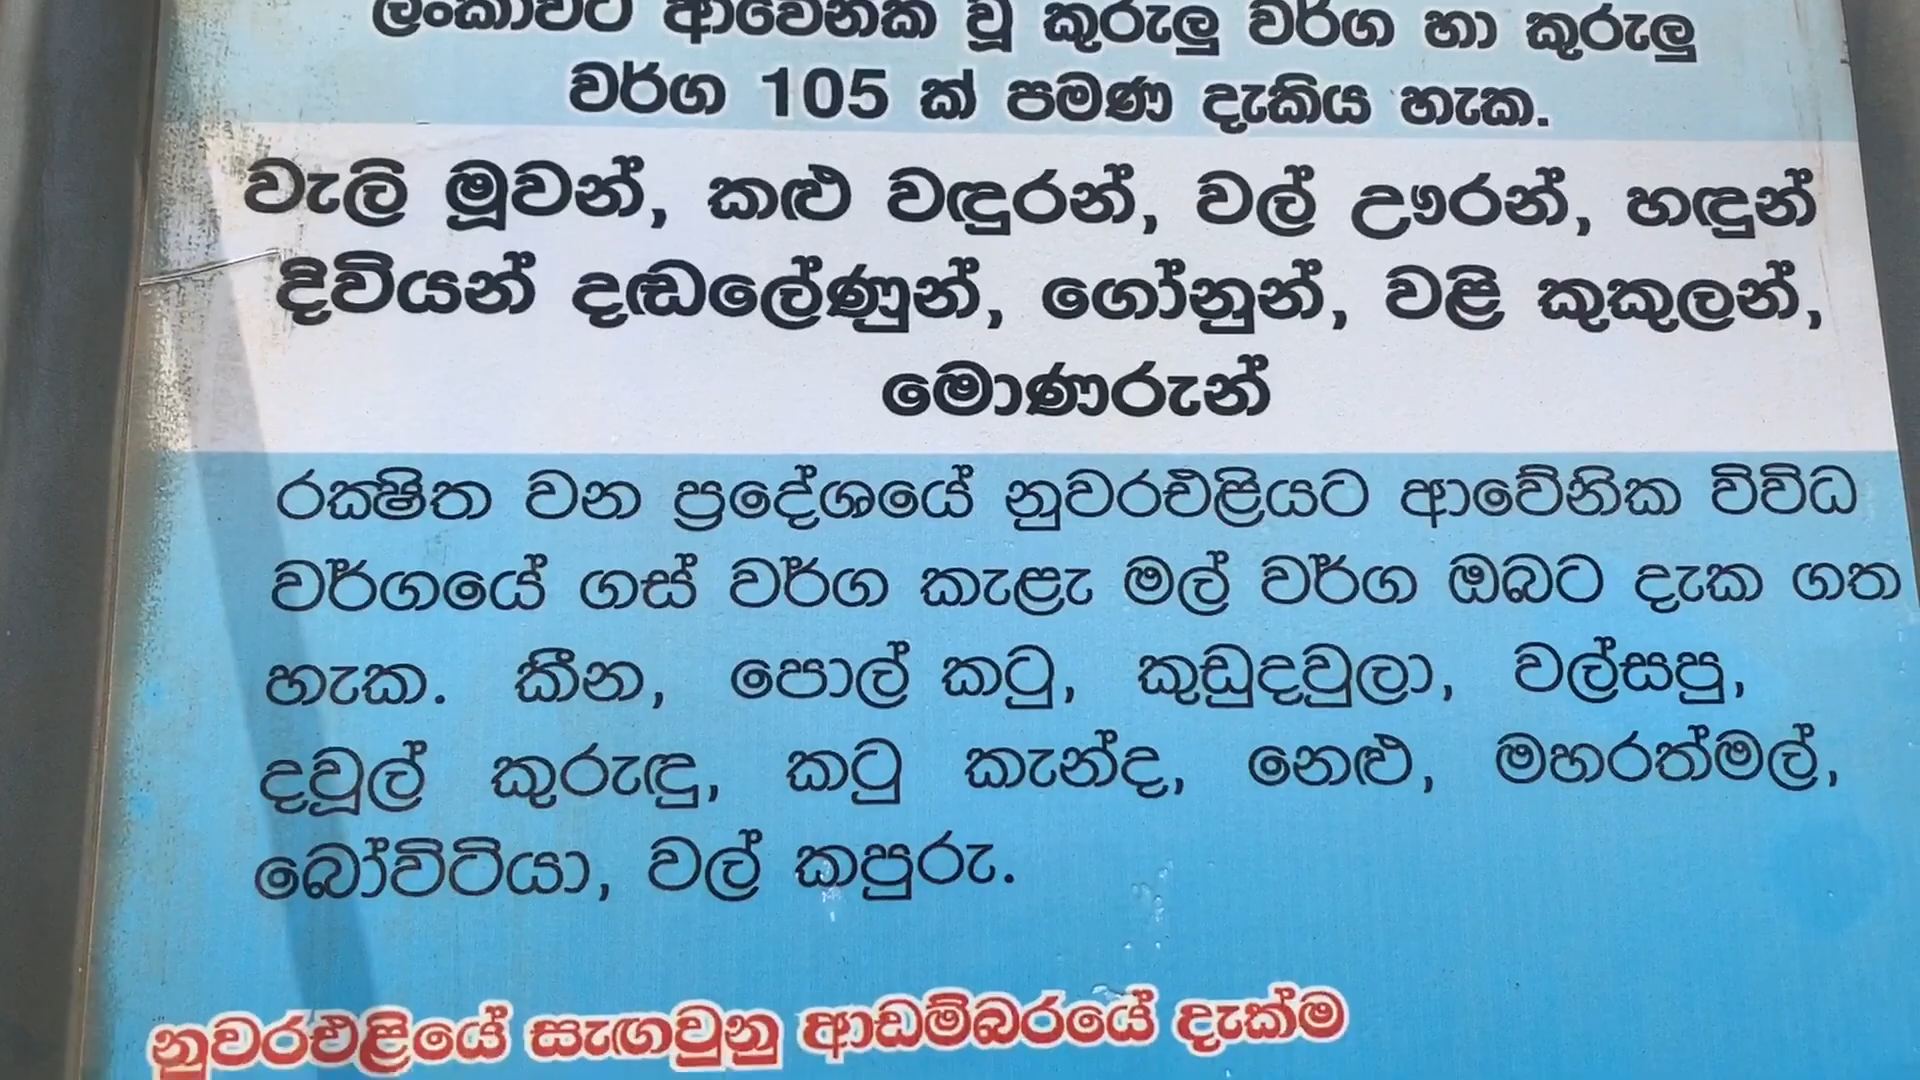 ලංකාවට ආවේනික වූ කුරුලු වර්ග හා කුරුලු
වර්ග 105 ක් පමණ දැකිය හැක.
වැලි මූවන්, කළු වඳුරන්, වල් ඌරන්, හඳුන්
දිවියන් දඬලේණුන්, ගෝනුන්, වළි කුකුලන්,
මොණරුන්
රක්‍ෂිත වන ප්‍රදේශයේ නුවරඑළියට ආවේනික විවිධ
වර්ගයේ ගස් වර්ග කැළෑ මල් වර්ග ඔබට දැක ගත
හැක. කීන, පොල් කටු, කුඩුදවුලා, වල්සපු,
දවූල් කුරුඳු, කටු කැන්ද, නෙළු, මහරත්මල්,
බෝවිටියා, වල් කපුරු.
නුවරඑළියේ සැඟවුනු ආඩම්බරයේ දැක්ම